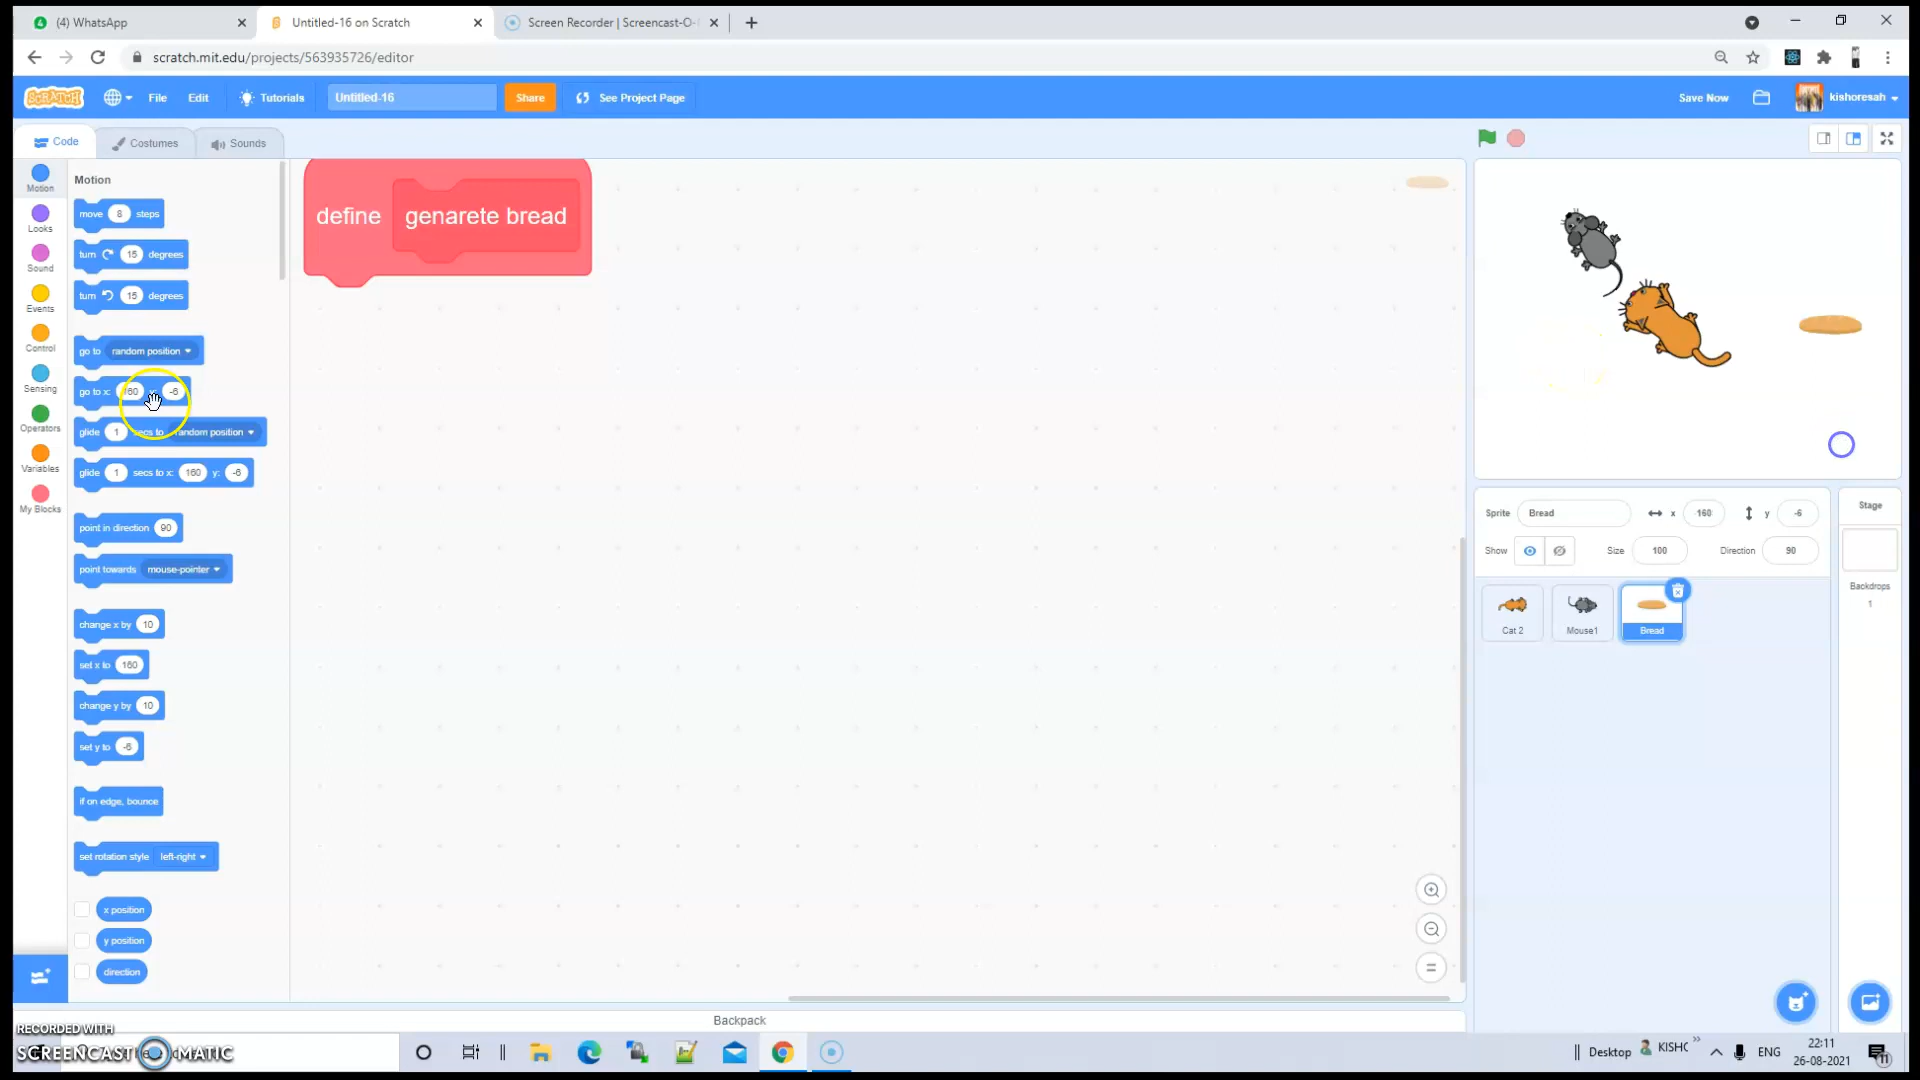 (4) WhatsApp
Untitled-16 on Scratch
Screen Recorder | Screencast-O-
scratch.mit.edu/projects/563935726/editor
SCRATCH
File
Edit
Tutorials
Untitled-16
Share
See Project Page
Save Now
kishoresah
Code
Costumes
Sounds
Motion
Looks
Sound
Events
Control
Sensing
Operators
Variables
My Blocks
Motion
move 8 steps
turn 15 degrees
turn 15 degrees
go to random position
go to x: 160 y: -6
glide 1 secs to random position
glide 1 secs to x: 160 y: -6
point in direction 90
point towards mouse-pointer
change x by 10
set x to 160
change y by 10
set y to -6
if on edge, bounce
set rotation style left-right
x position
y position
direction
define genarete bread
Sprite Bread x 160 y -6
Show Size 100 Direction 90
Cat 2
Mouse1
Bread
Stage
Backdrops
1
Backpack
RECORDED WITH
SCREENCAST MATIC
Desktop
KISHC
ENG
22:11
26-08-2021